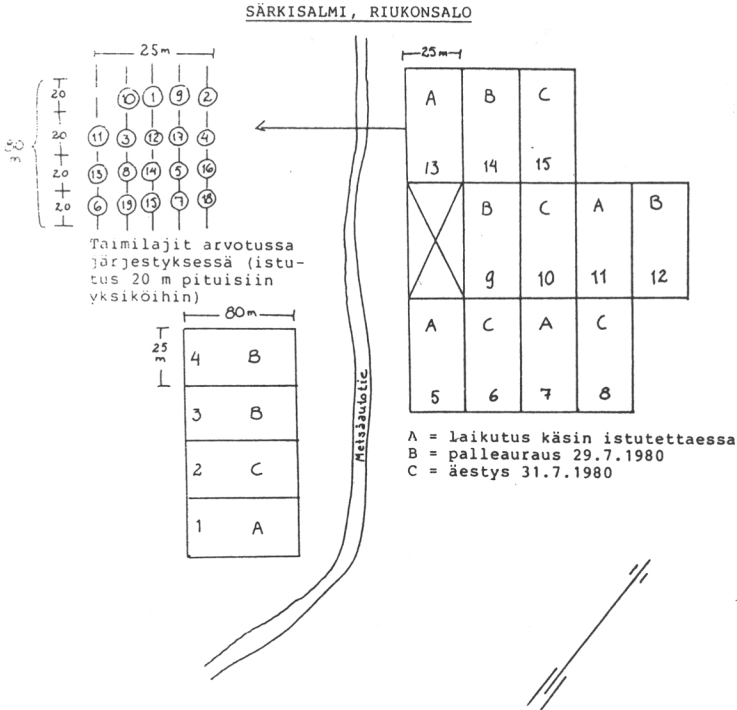 SÄRKISALMI, RIUKONSALO
25m
20
10 1 9 2
20
11 3 12 17 4
20
13 8 14 5 16
20
6 19 15 7 18
Taimilajit arvotussa
järjestyksessä (istu-
tus 20 m pituisiin
yksiköihin)
25m
A B C
13 14 15
B C A B
9 10 11 12
A C A C
5 6 7 8
80m
25
m
4 B
3 B
2 C
1 A
Metsäautotie
A = laikutus käsin istutettaessa
B = palleauraus 29.7.1980
C = äestys 31.7.1980